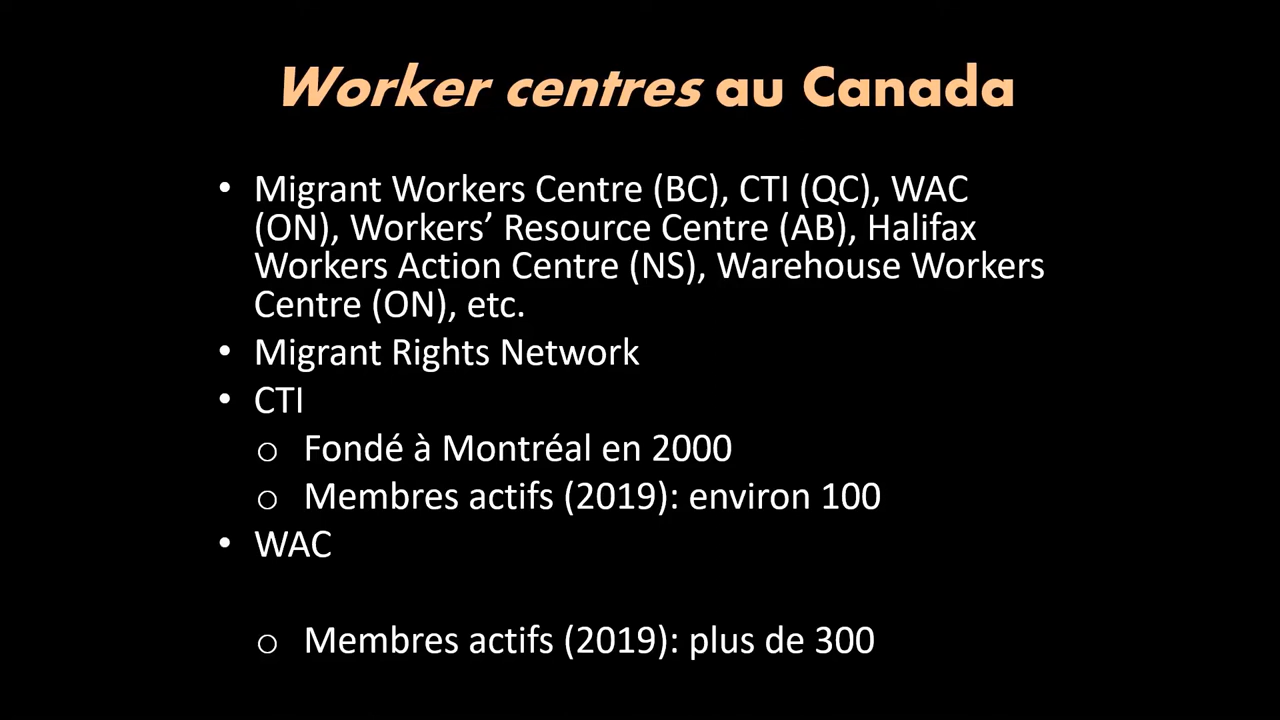 Worker centres au Canada
• Migrant Workers Centre (BC), CTI (QC), WAC
(ON), Workers’ Resource Centre (AB), Halifax
Workers Action Centre (NS), Warehouse Workers
Centre (ON), etc.
• Migrant Rights Network
• CTI
o Fondé à Montréal en 2000
o Membres actifs (2019): environ 100
• WAC
o Membres actifs (2019): plus de 300